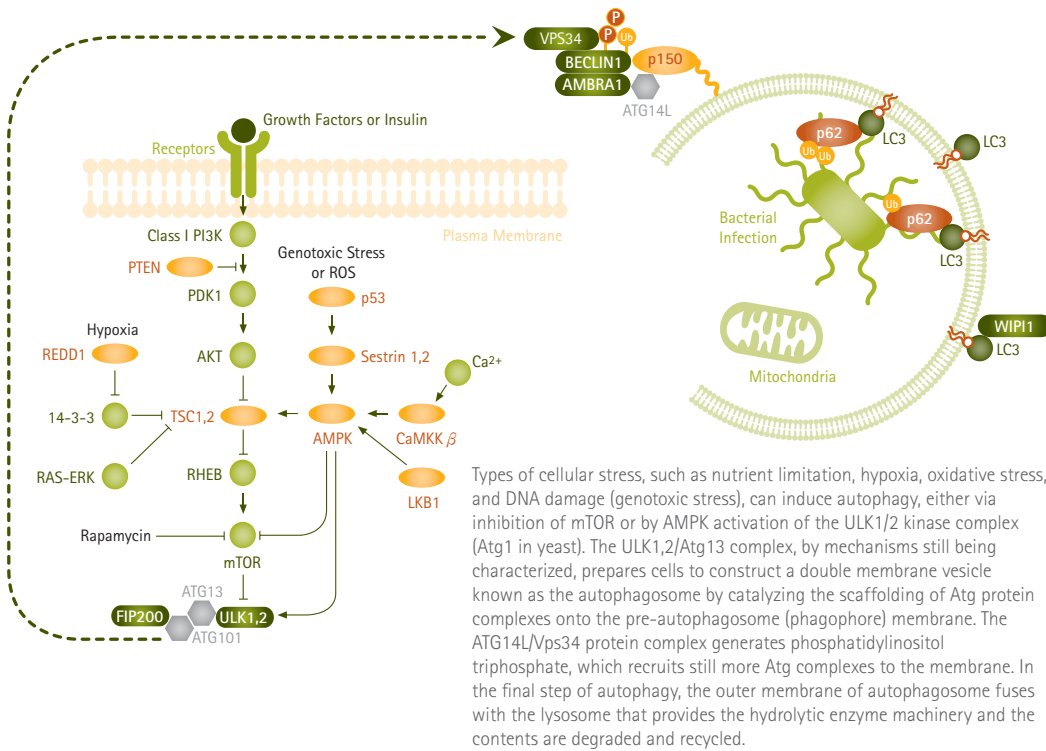 P
P
Ub
VPS34
BECLIN1
p150
AMBRA1
ATG14L
Growth Factors or Insulin
Receptors
Plasma Membrane
Class I PI3K
PTEN
PDK1
Genotoxic Stress
or ROS
p53
Hypoxia
REDD1
AKT
Sestrin 1,2
Ca2+
14-3-3
TSC1,2
AMPK
CaMKK β
RAS-ERK
RHEB
LKB1
Rapamycin
mTOR
ATG13
FIP200
ULK1,2
ATG101
p62
LC3
Ub
Ub
LC3
Bacterial
Infection
Ub
p62
LC3
WIPI1
LC3
Mitochondria
Types of cellular stress, such as nutrient limitation, hypoxia, oxidative stress,
and DNA damage (genotoxic stress), can induce autophagy, either via
inhibition of mTOR or by AMPK activation of the ULK1/2 kinase complex
(Atg1 in yeast). The ULK1,2/Atg13 complex, by mechanisms still being
characterized, prepares cells to construct a double membrane vesicle
known as the autophagosome by catalyzing the scaffolding of Atg protein
complexes onto the pre-autophagosome (phagophore) membrane. The
ATG14L/Vps34 protein complex generates phosphatidylinositol
triphosphate, which recruits still more Atg complexes to the membrane. In
the final step of autophagy, the outer membrane of autophagosome fuses
with the lysosome that provides the hydrolytic enzyme machinery and the
contents are degraded and recycled.